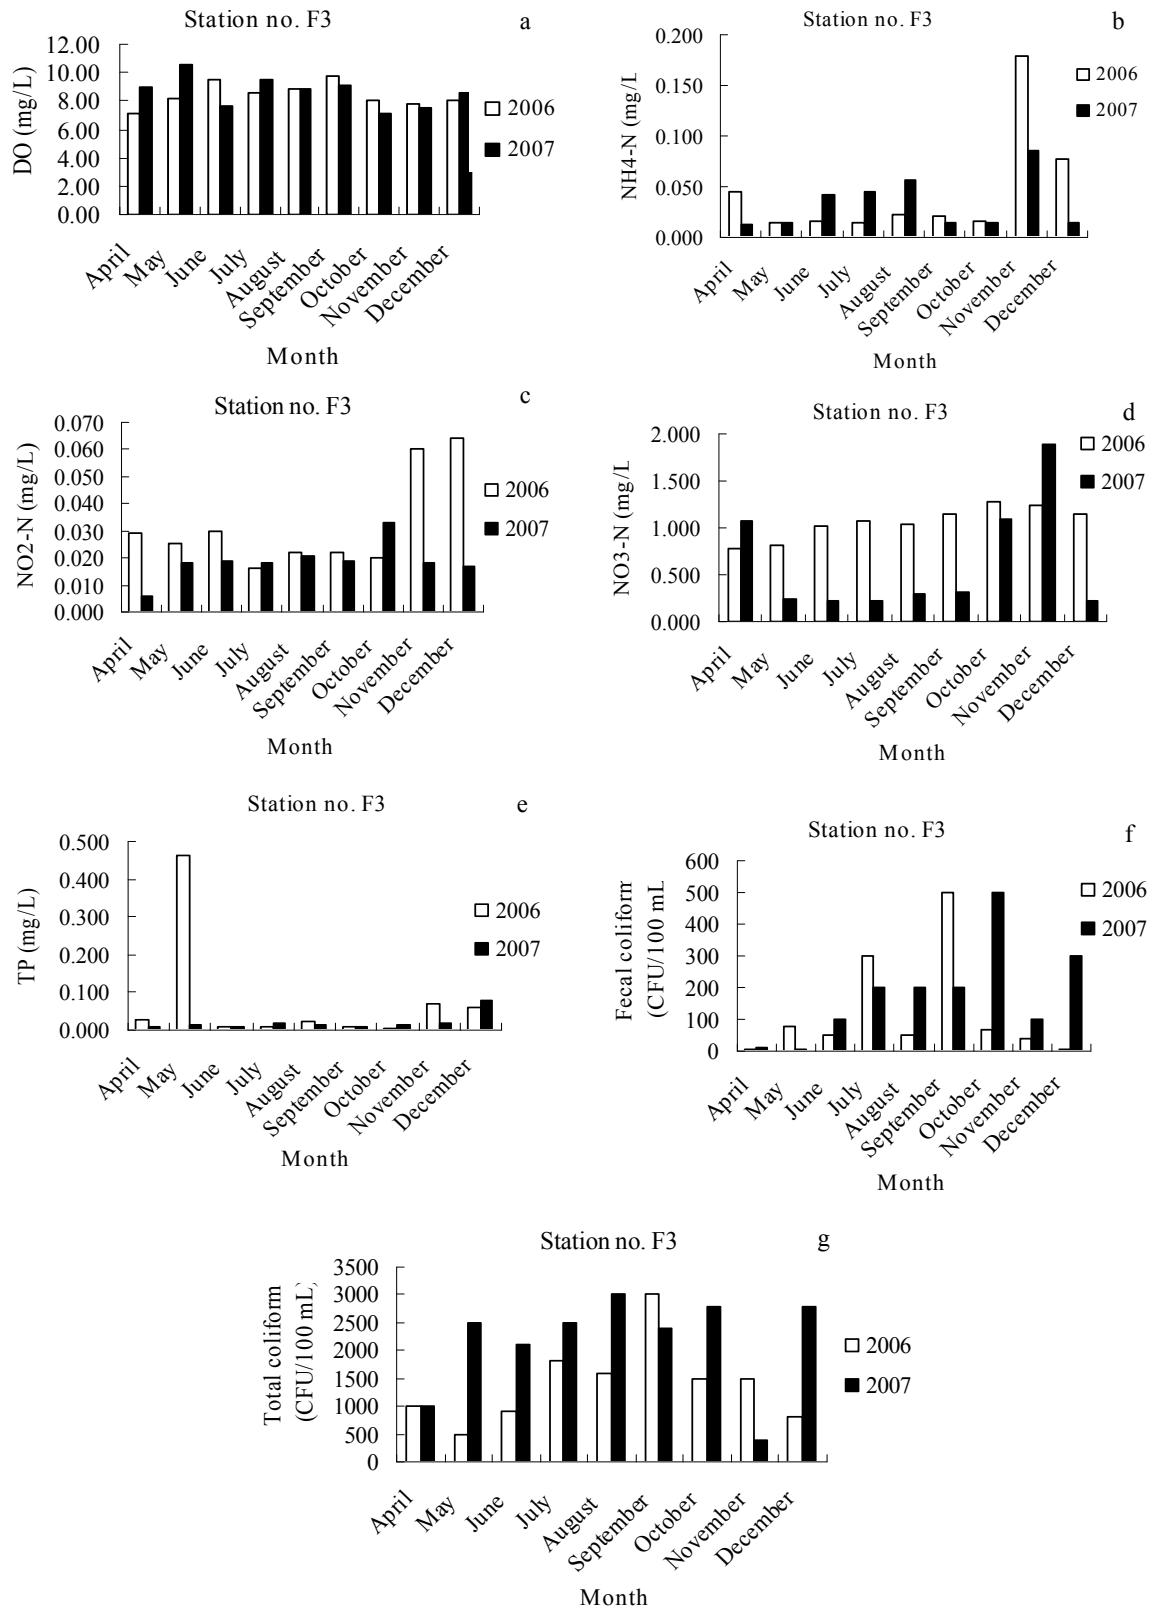 Station no. F3
a
DO (mg/L)
12.00
10.00
8.00
6.00
4.00
2.00
0.00
2006
2007
April
May
June
July
August
September
October
November
December
Month
Station no. F3
b
NH4-N (mg/L
0.200
0.150
0.100
0.050
0.000
2006
2007
April
May
June
July
August
September
October
November
December
Month
Station no. F3
c
NO2-N (mg/L)
0.070
0.060
0.050
0.040
0.030
0.020
0.010
0.000
2006
2007
April
May
June
July
August
September
October
November
December
Month
Station no. F3
d
NO3-N (mg/L
2.000
1.500
1.000
0.500
0.000
2006
2007
April
May
June
July
August
September
October
November
December
Month
Station no. F3
e
TP (mg/L)
0.500
0.400
0.300
0.200
0.100
0.000
2006
2007
April
May
June
July
August
September
October
November
December
Month
Station no. F3
f
Fecal coliform
(CFU/100 mL
600
500
400
300
200
100
0
2006
2007
April
May
June
July
August
September
October
November
December
Month
Station no. F3
g
Total coliform
(CFU/100 mL)
3500
3000
2500
2000
1500
1000
500
0
2006
2007
April
May
June
July
August
September
October
November
December
Month